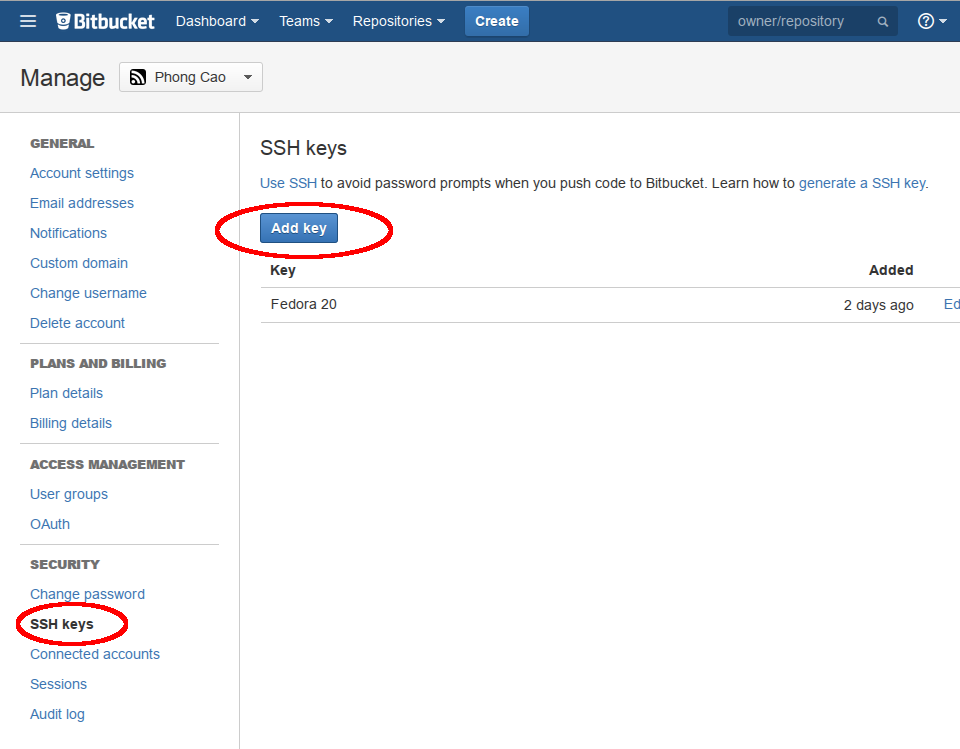 Bitbucket Dashboard Teams Repositories Create owner/repository ?
Manage Phong Cao
GENERAL
Account settings
Email addresses
Notifications
Custom domain
Change username
Delete account
PLANS AND BILLING
Plan details
Billing details
ACCESS MANAGEMENT
User groups
OAuth
SECURITY
Change password
SSH keys
Connected accounts
Sessions
Audit log
SSH keys
Use SSH to avoid password prompts when you push code to Bitbucket. Learn how to generate a SSH key.
Add key
Key Added
Fedora 20 2 days ago Ed